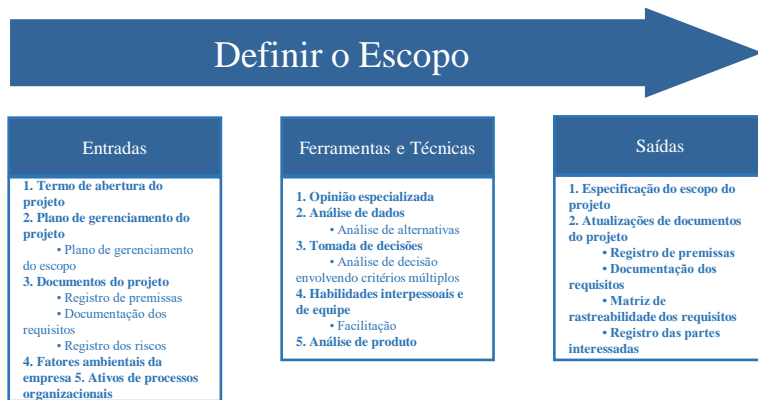 Definir o Escopo
Entradas
1. Termo de abertura do
projeto
2. Plano de gerenciamento do
projeto
• Plano de gerenciamento
do escopo
3. Documentos do projeto
• Registro de premissas
• Documentação dos
requisitos
• Registro dos riscos
4. Fatores ambientais da
empresa 5. Ativos de processos
organizacionais
Ferramentas e Técnicas
1. Opinião especializada
2. Análise de dados
• Análise de alternativas
3. Tomada de decisões
• Análise de decisão
envolvendo critérios múltiplos
4. Habilidades interpessoais e
de equipe
• Facilitação
5. Análise de produto
Saídas
1. Especificação do escopo do
projeto
2. Atualizações de documentos
do projeto
• Registro de premissas
• Documentação dos
requisitos
• Matriz de
rastreabilidade dos requisitos
• Registro das partes
interessadas